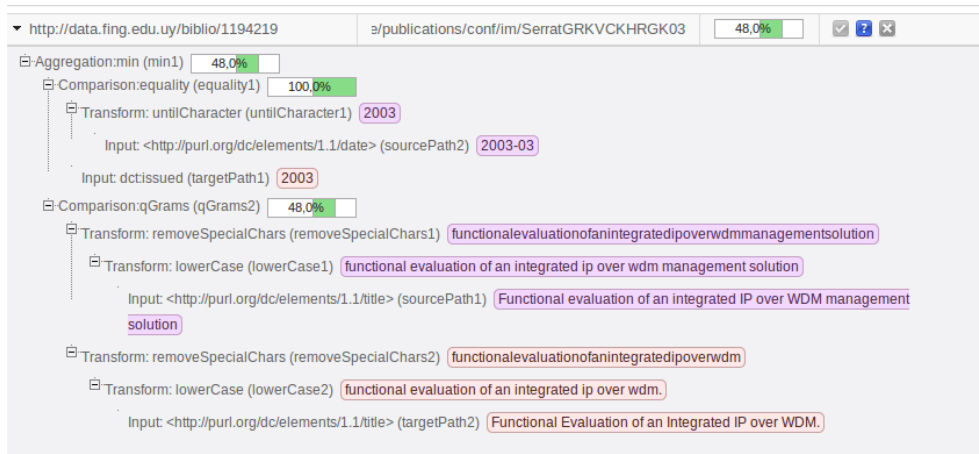 http://data.fing.edu.uy/biblio/1194219 e/publications/conf/im/SerratGRKVCKHRGK03 48,0%
Aggregation:min (min1) 48,0%
Comparison:equality (equality1) 100,0%
Transform: untilCharacter (untilCharacter1) 2003
Input: <http://purl.org/dc/elements/1.1/date> (sourcePath2) 2003-03
Input: dct:issued (targetPath1) 2003
Comparison:qGrams (qGrams2) 48,0%
Transform: removeSpecialChars (removeSpecialChars1) functionalevaluationofanintegratedipoverwdmmanagementsolution
Transform: lowerCase (lowerCase1) functional evaluation of an integrated ip over wdm management solution
Input: <http://purl.org/dc/elements/1.1/title> (sourcePath1) Functional evaluation of an integrated IP over WDM management
solution
Transform: removeSpecialChars (removeSpecialChars2) functionalevaluationofanintegratedipoverwdm
Transform: lowerCase (lowerCase2) functional evaluation of an integrated ip over wdm.
Input: <http://purl.org/dc/elements/1.1/title> (targetPath2) Functional Evaluation of an Integrated IP over WDM.